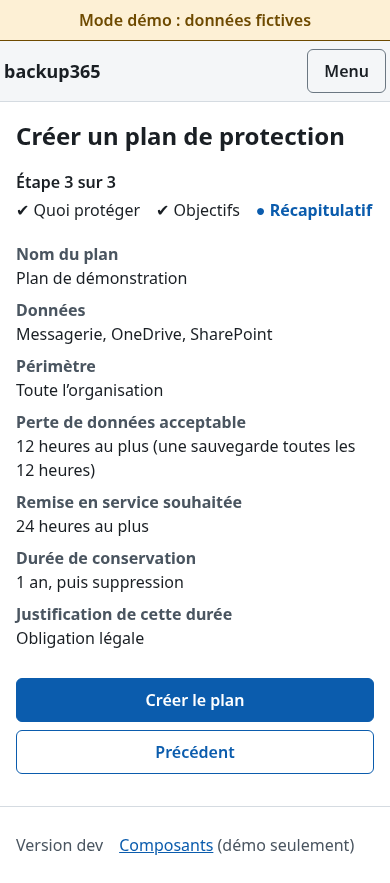 Mode démo : données fictives
backup365
Menu
Créer un plan de protection
Étape 3 sur 3
✔ Quoi protéger ✔ Objectifs ● Récapitulatif
Nom du plan
Plan de démonstration
Données
Messagerie, OneDrive, SharePoint
Périmètre
Toute l’organisation
Perte de données acceptable
12 heures au plus (une sauvegarde toutes les
12 heures)
Remise en service souhaitée
24 heures au plus
Durée de conservation
1 an, puis suppression
Justification de cette durée
Obligation légale
Créer le plan
Précédent
Version dev Composants (démo seulement)